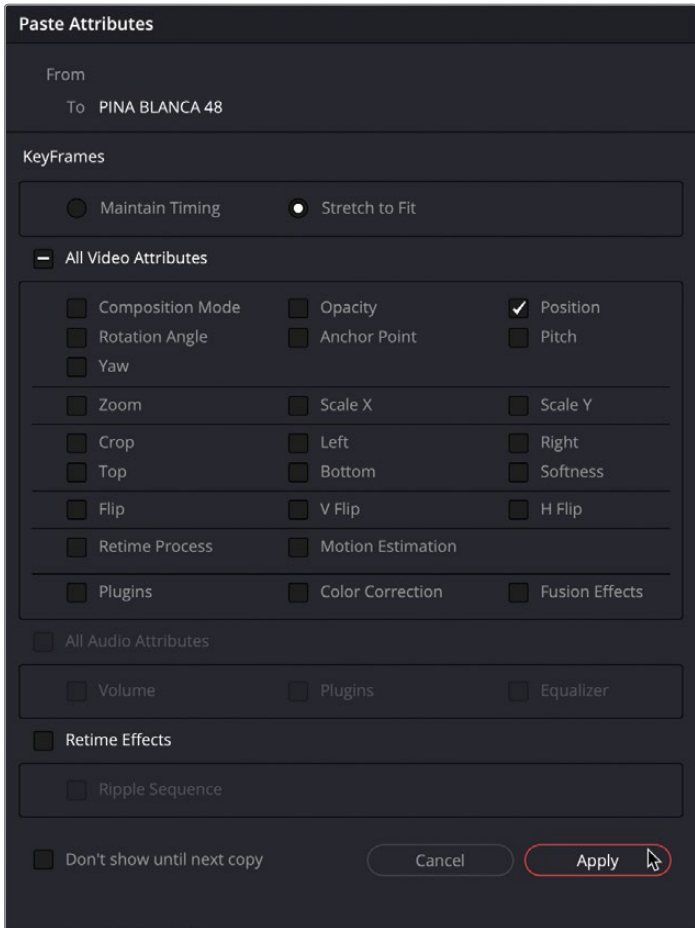 Paste Attributes
From
To PINA BLANCA 48
KeyFrames
Maintain Timing Stretch to Fit
All Video Attributes
Composition Mode Opacity Position
Rotation Angle Anchor Point Pitch
Yaw
Zoom Scale X Scale Y
Crop Left Right
Top Bottom Softness
Flip V Flip H Flip
Retime Process Motion Estimation
Plugins Color Correction Fusion Effects
All Audio Attributes
Volume Plugins Equalizer
Retime Effects
Ripple Sequence
Don't show until next copy Cancel Apply